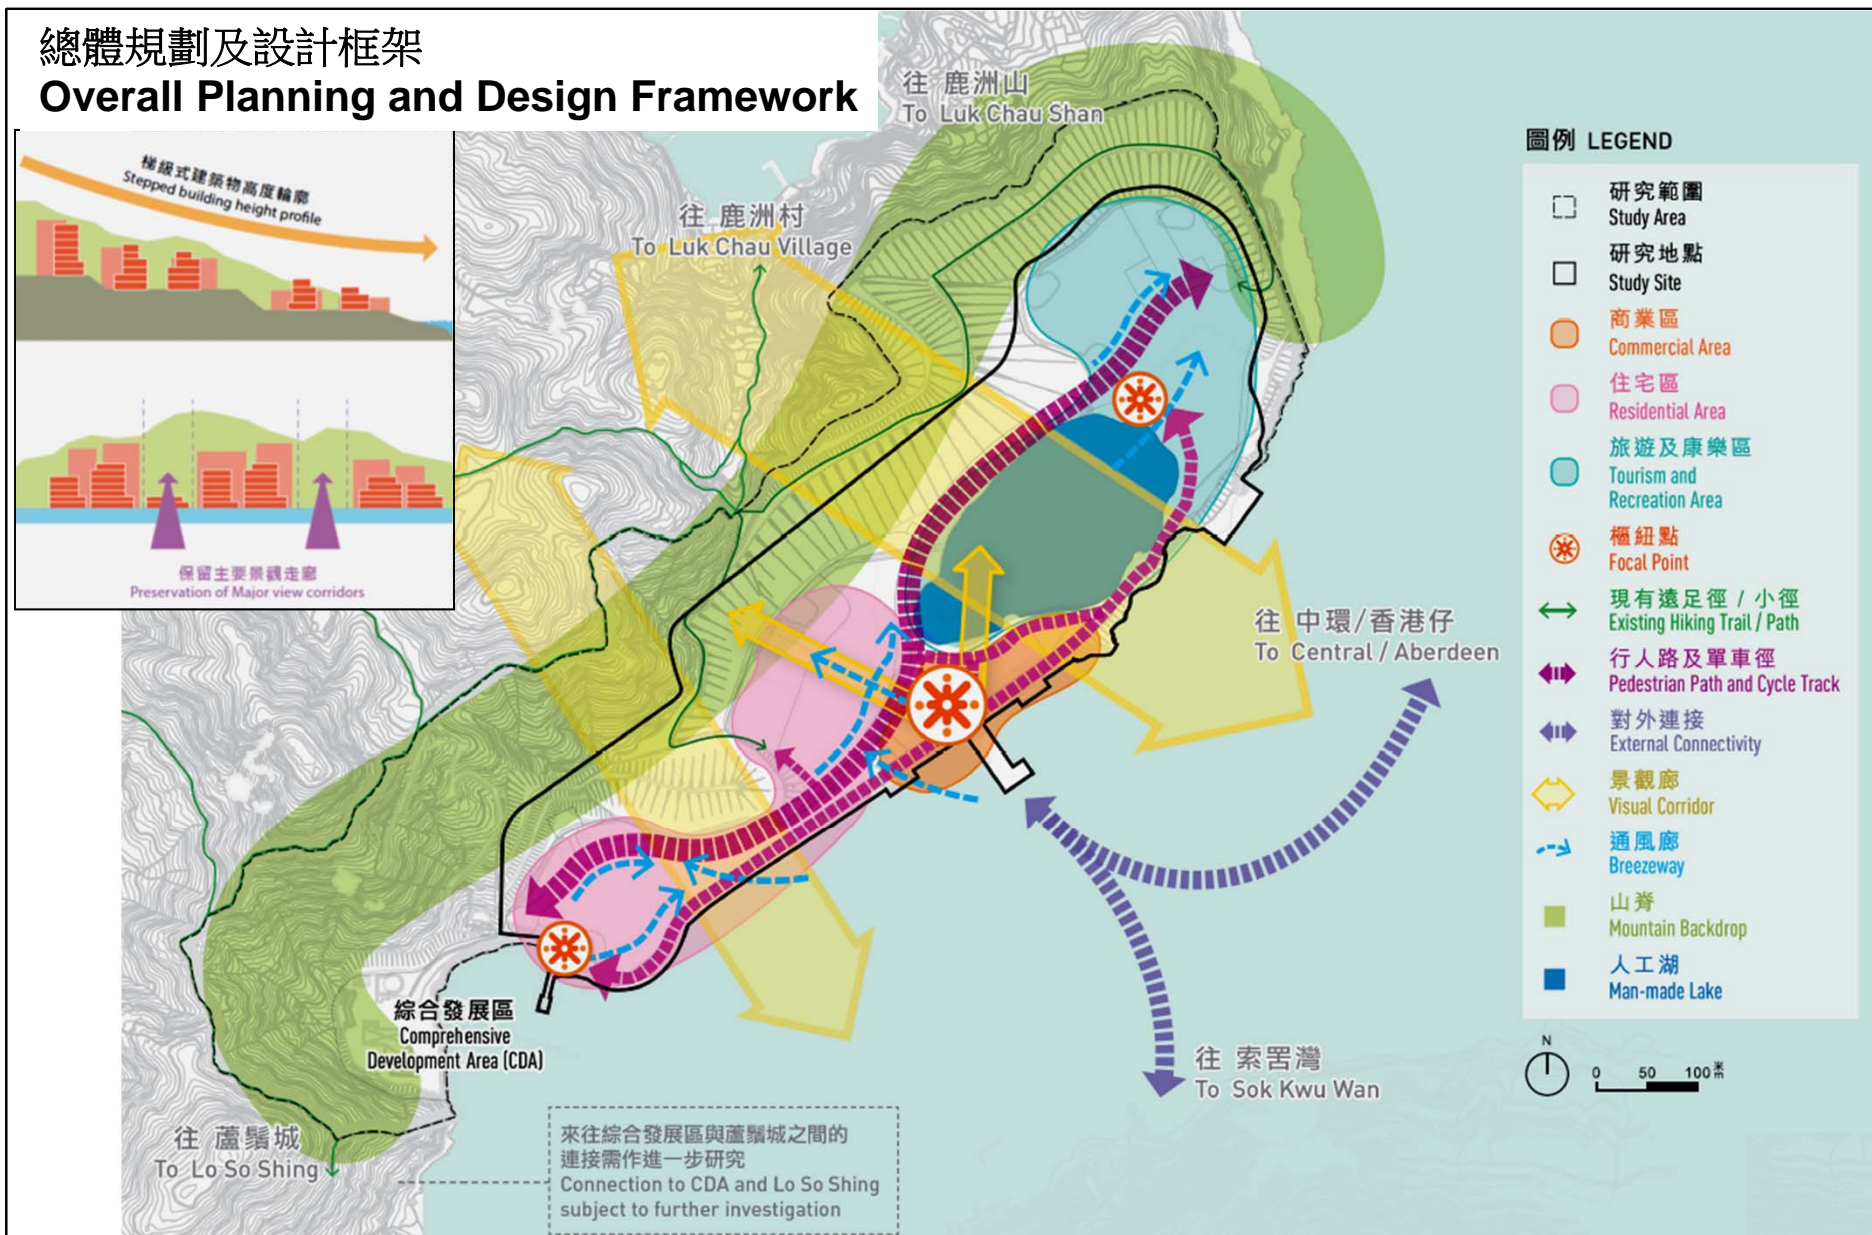 總體規劃及設計框架
Overall Planning and Design Framework
梯級式建築物高度輪廓
Stepped building height profile
保留主要景觀走廊
Preservation of Major view corridors
往 鹿洲山
To Luk Chau Shan
往 鹿洲村
To Luk Chau Village
往 中環/香港仔
To Central / Aberdeen
往 索罟灣
To Sok Kwu Wan
綜合發展區
Comprehensive
Development Area (CDA)
往 蘆鬚城
To Lo So Shing
來往綜合發展區與蘆鬚城之間的
連接需作進一步研究
Connection to CDA and Lo So Shing
subject to further investigation
圖例 LEGEND
研究範圍
Study Area
研究地點
Study Site
商業區
Commercial Area
住宅區
Residential Area
旅遊及康樂區
Tourism and
Recreation Area
樞紐點
Focal Point
現有遠足徑 / 小徑
Existing Hiking Trail / Path
行人路及單車徑
Pedestrian Path and Cycle Track
對外連接
External Connectivity
景觀廊
Visual Corridor
通風廊
Breezeway
山脊
Mountain Backdrop
人工湖
Man-made Lake
N
0 50 100 米 m